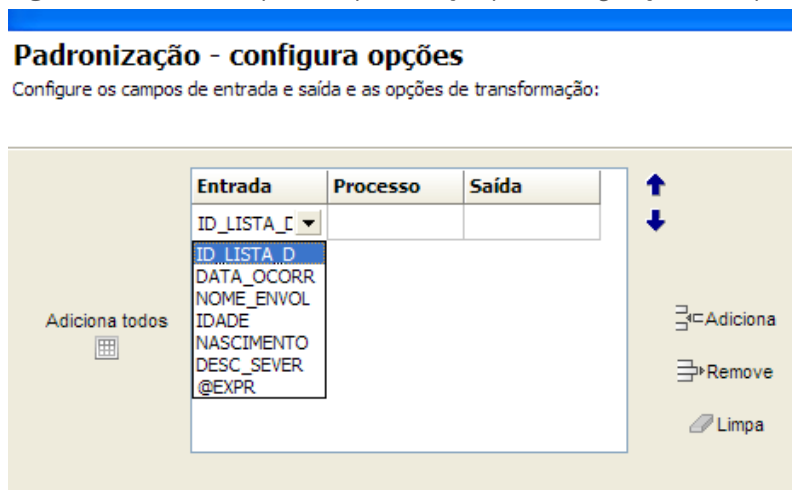 Padronização - configura opções
Configure os campos de entrada e saída e as opções de transformação:
Entrada Processo Saída
ID_LISTA_D
ID_LISTA_D
DATA_OCORR
NOME_ENVOL
IDADE
NASCIMENTO
DESC_SEVER
@EXPR
Adiciona todos
Adiciona
Remove
Limpa